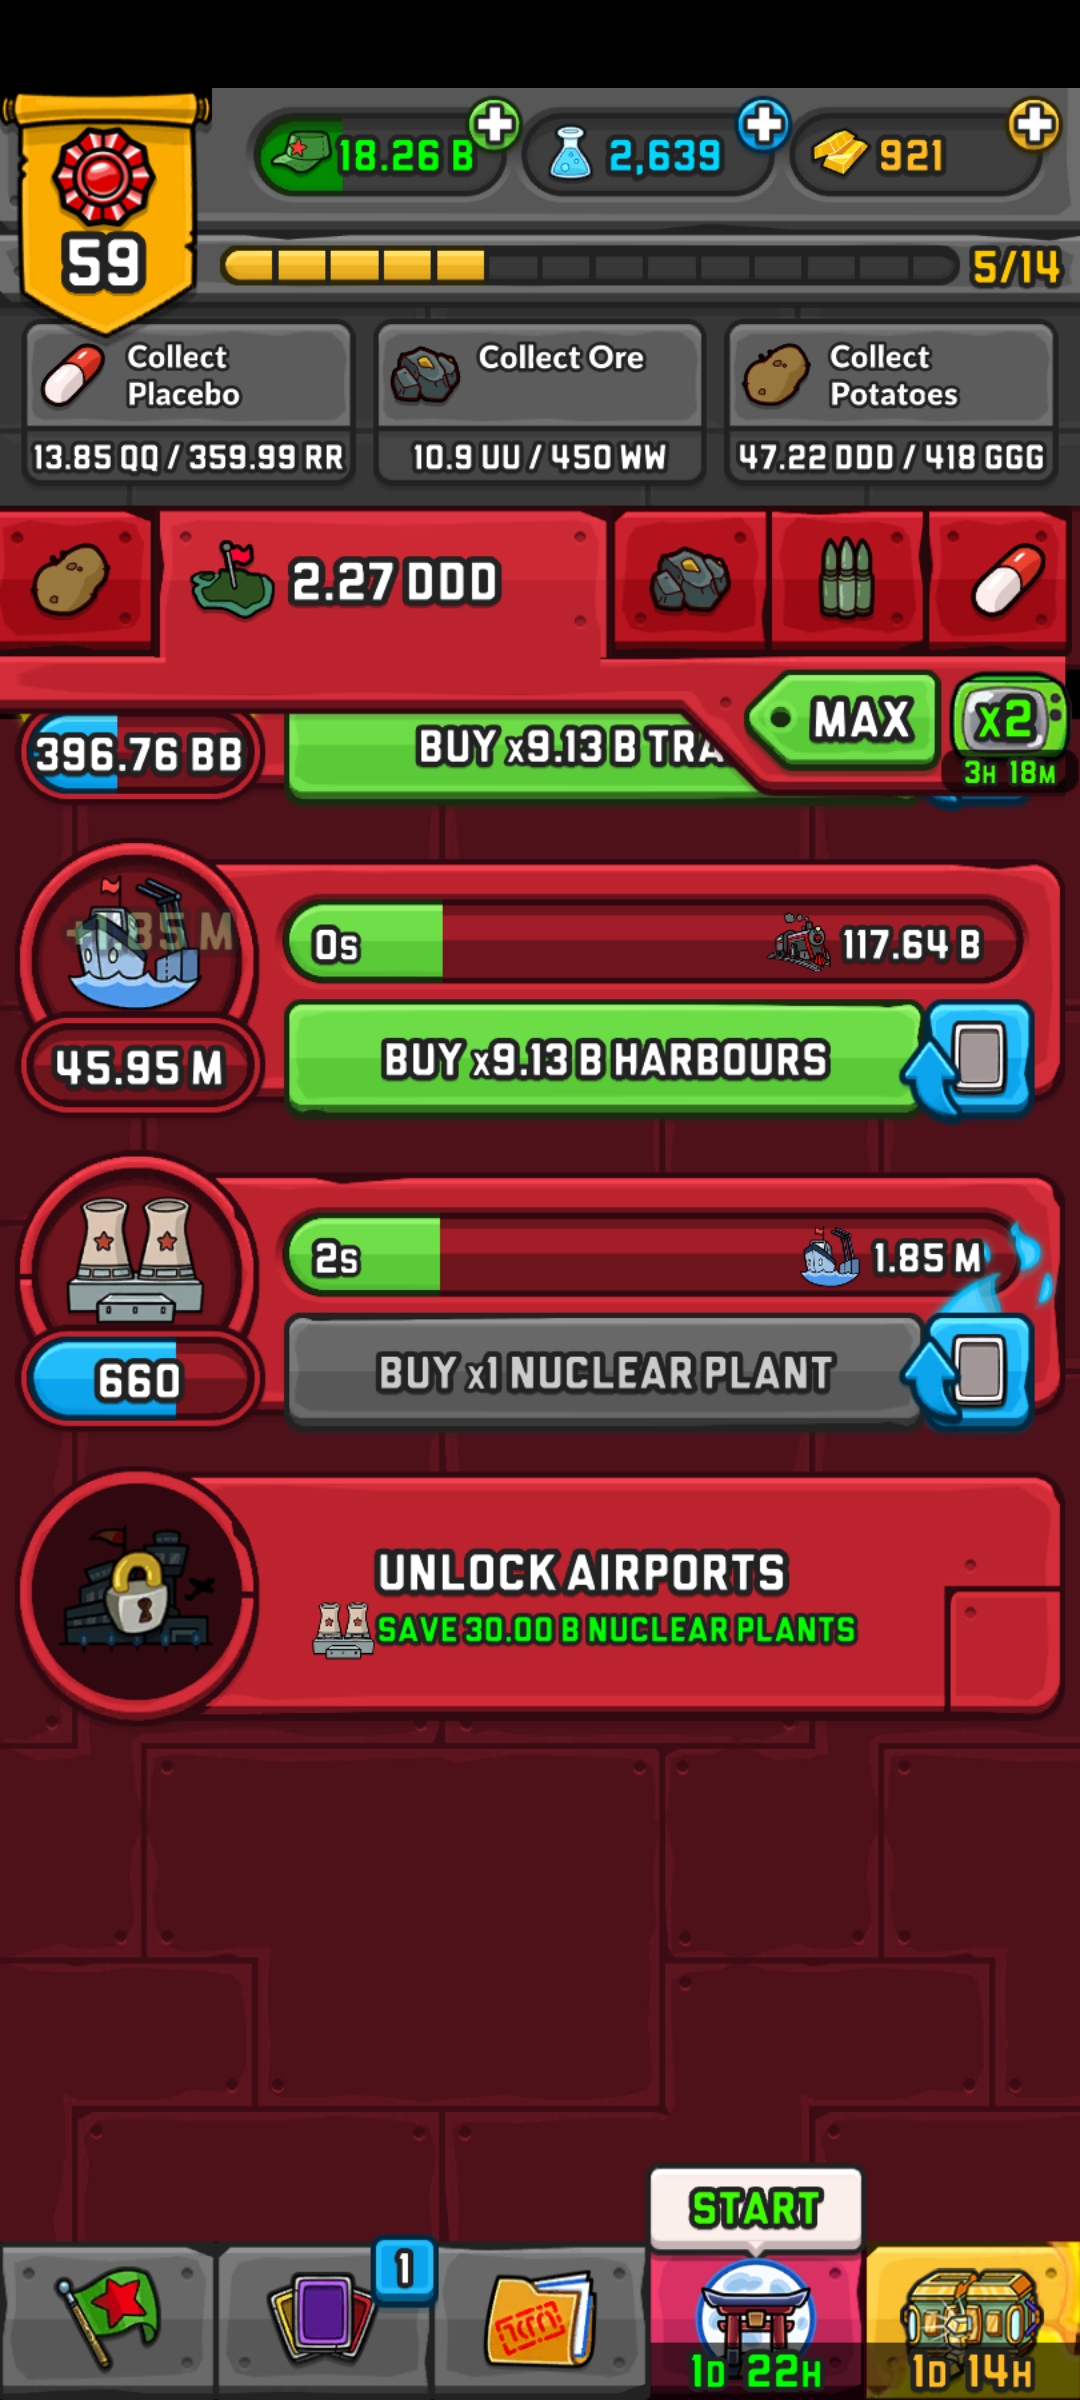 59
18.26 B
2,639
921
5/14
Collect
Placebo
13.85 QQ / 359.99 RR
Collect Ore
10.9 UU / 450 WW
Collect
Potatoes
47.22 DDD / 418 GGG
2.27 DDD
MAX
x2
3H 18M
396.76 BB
BUY x9.13 B TRA
+1.85 M
0s
117.64 B
45.95 M
BUY x9.13 B HARBOURS
2s
1.85 M
660
BUY x1 NUCLEAR PLANT
UNLOCK AIRPORTS
SAVE 30.00 B NUCLEAR PLANTS
START
1
1D 22H
1D 14H